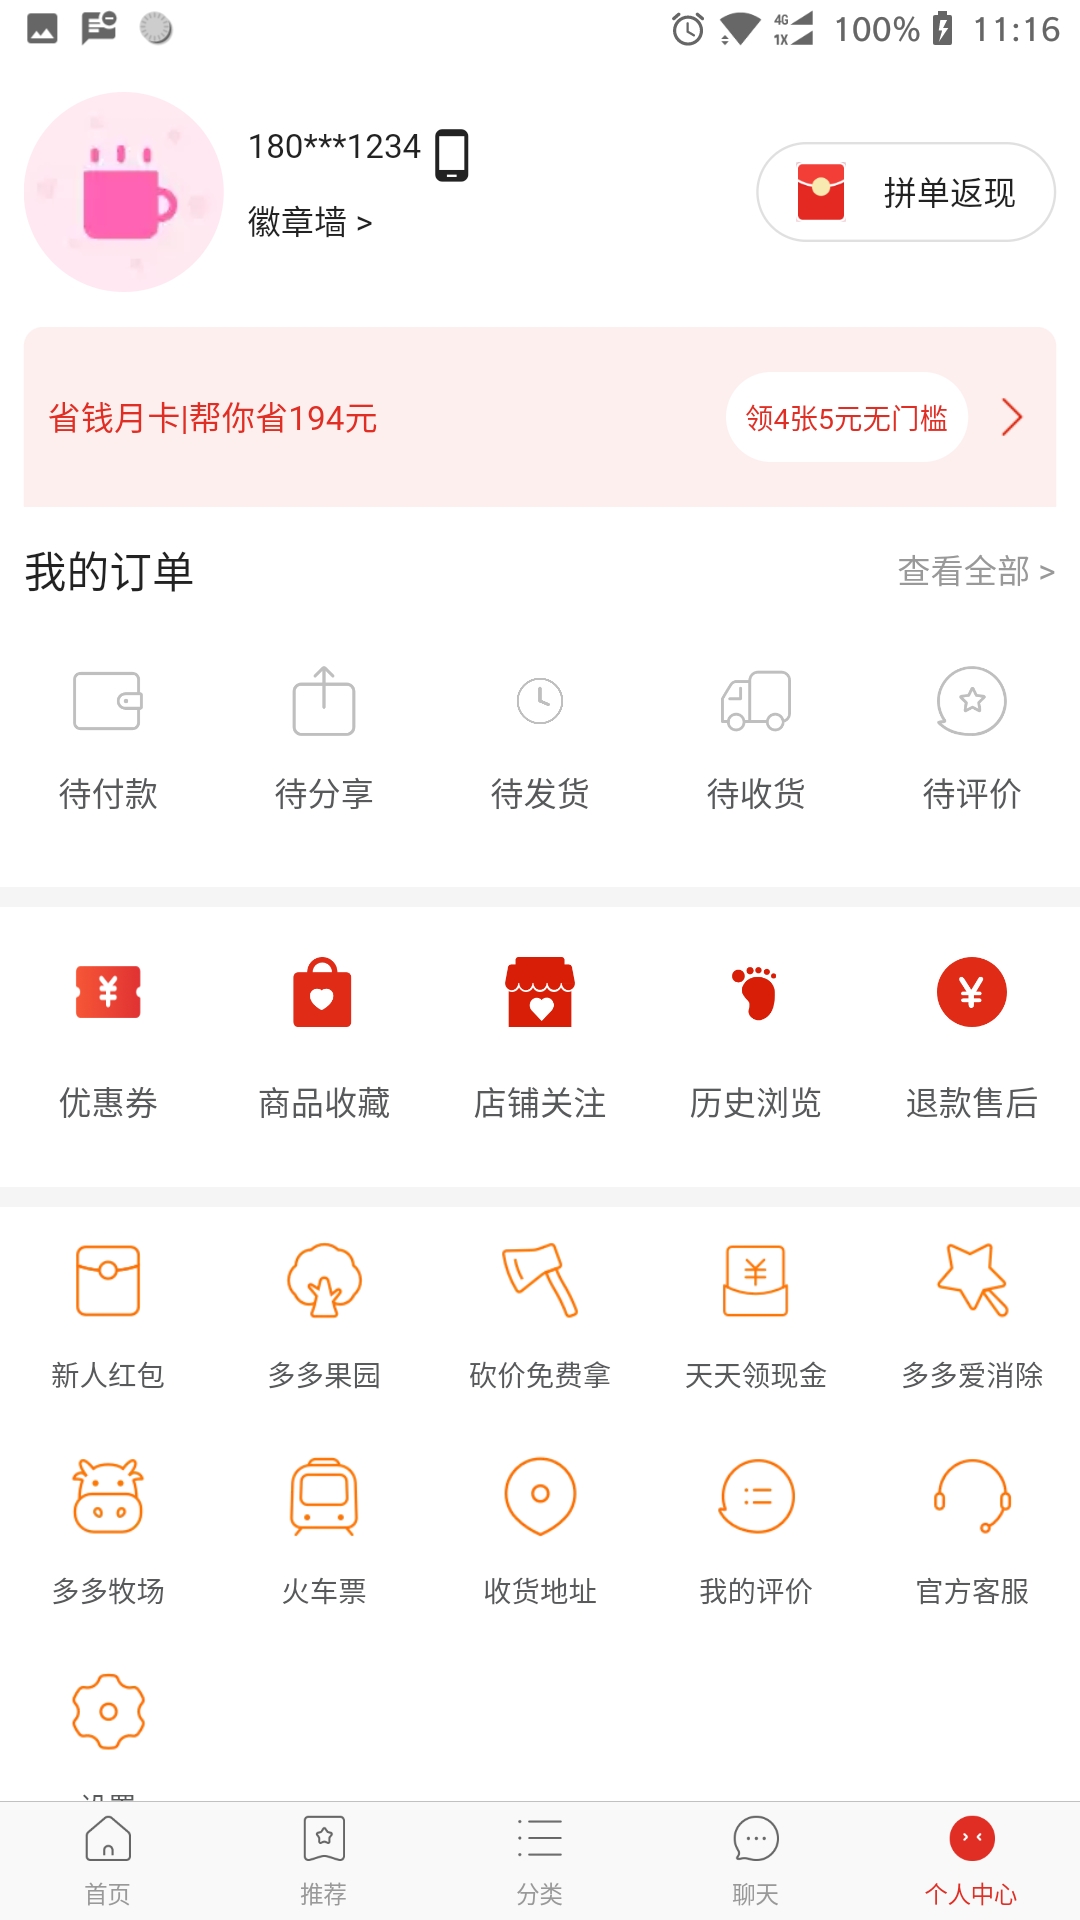 4G
1X
100%
11:16
180***1234
徽章墙 >
拼单返现
省钱月卡|帮你省194元
领4张5元无门槛
我的订单
查看全部 >
待付款 待分享 待发货 待收货 待评价
优惠券 商品收藏 店铺关注 历史浏览 退款售后
新人红包 多多果园 砍价免费拿 天天领现金 多多爱消除
多多牧场 火车票 收货地址 我的评价 官方客服
首页 推荐 分类 聊天 个人中心